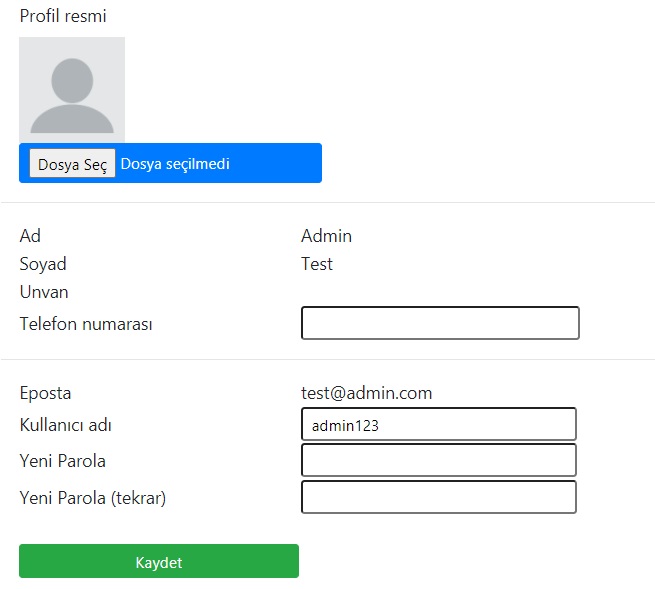 Profil resmi
Dosya Seç Dosya seçilmedi
Ad Admin
Soyad Test
Unvan
Telefon numarası
Eposta test@admin.com
Kullanıcı adı admin123
Yeni Parola
Yeni Parola (tekrar)
Kaydet